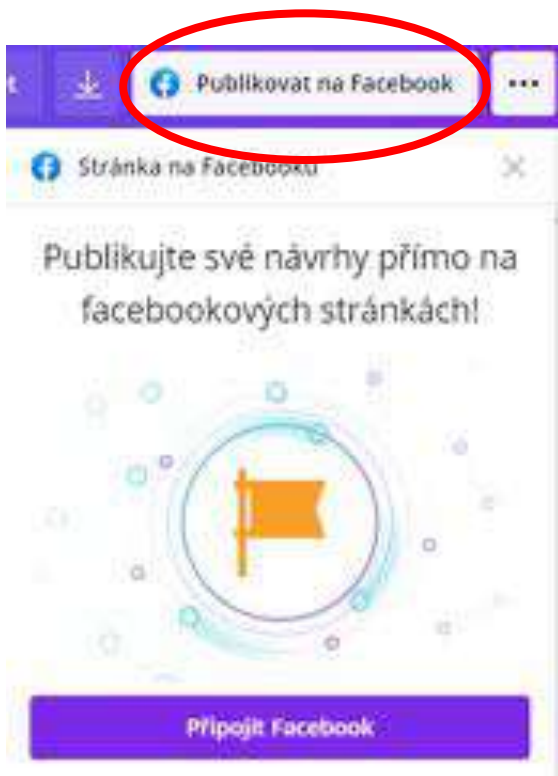 Publikovat na Facebook
Stránka na Facebooku
Publikujte své návrhy přímo na
facebookových stránkách!
Připojit Facebook